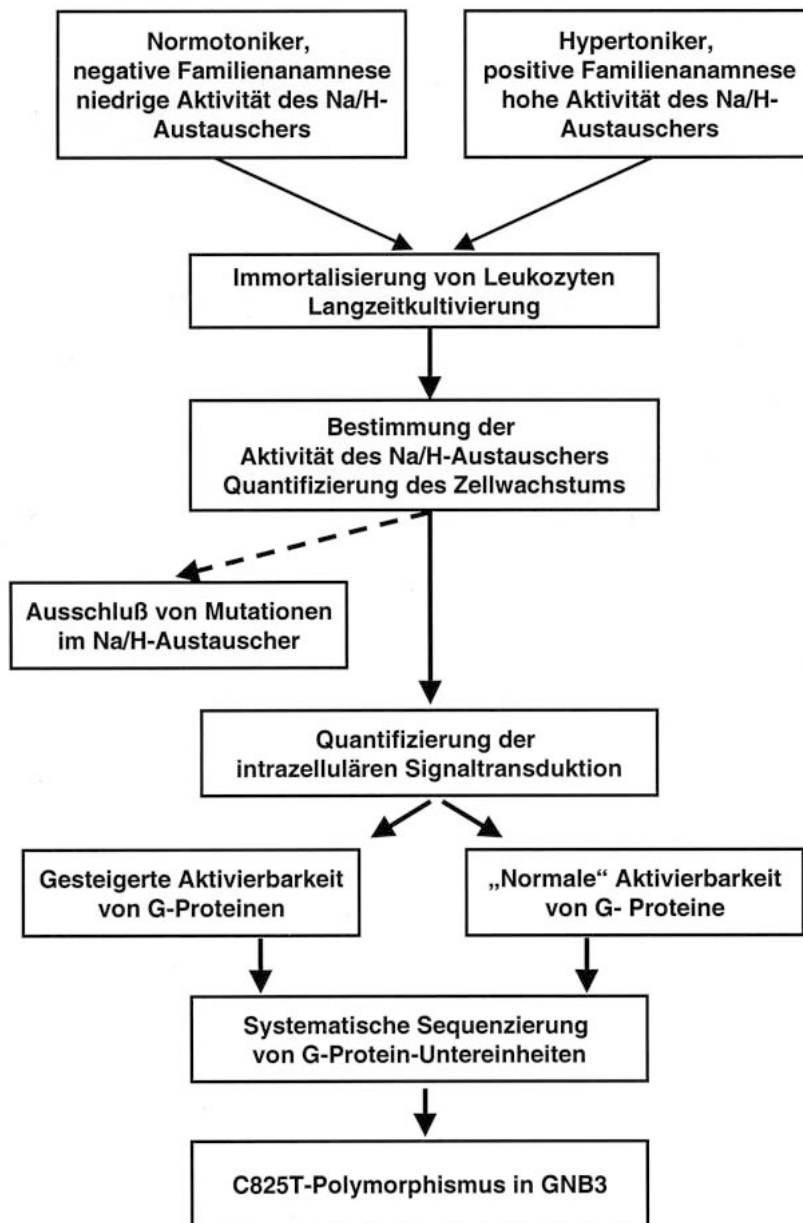 Normotoniker,
negative Familienanamnese
niedrige Aktivität des Na/H-
Austauschers
Hypertoniker,
positive Familienanamnese
hohe Aktivität des Na/H-
Austauschers
Immortalisierung von Leukozyten
Langzeitkultivierung
Bestimmung der
Aktivität des Na/H-Austauschers
Quantifizierung des Zellwachstums
Ausschluß von Mutationen
im Na/H-Austauscher
Quantifizierung der
intrazellulären Signaltransduktion
Gesteigerte Aktivierbarkeit
von G-Proteinen
„Normale“ Aktivierbarkeit
von G- Proteine
Systematische Sequenzierung
von G-Protein-Untereinheiten
C825T-Polymorphismus in GNB3